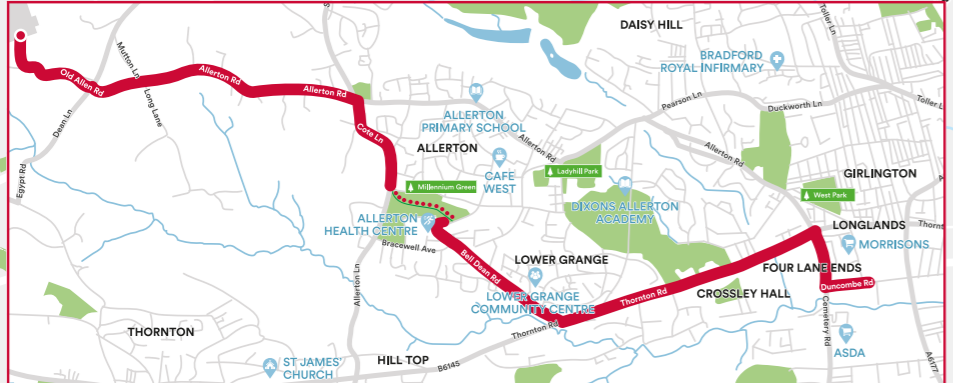 DAISY HILL
Toller Ln
BRADFORD
ROYAL INFIRMARY
Mutton Ln
Old Allen Rd
Allerton Rd
Allerton Rd
Long Lane
Dean Ln
Pearson Ln
Duckworth Ln
ALLERTON
PRIMARY SCHOOL
Cote Ln
ALLERTON
Allerton Rd
Allerton Rd
CAFE
WEST
Egypt Rd
Ladyhill Park
GIRLINGTON
Millennium Green
West Park
DIXONS ALLERTON
ACADEMY
ALLERTON
HEALTH CENTRE
LONGLANDS
Thorns
MORRISONS
Bracewell Ave
Bell Dean Rd
LOWER GRANGE
FOUR LANE ENDS
Allerton Ln
Duncombe Rd
LOWER GRANGE
COMMUNITY CENTRE
Thornton Rd
CROSSLEY HALL
Cemetery Rd
THORNTON
Thornton Rd
ASDA
HILL TOP
B6145
ST JAMES'
CHURCH
A6177